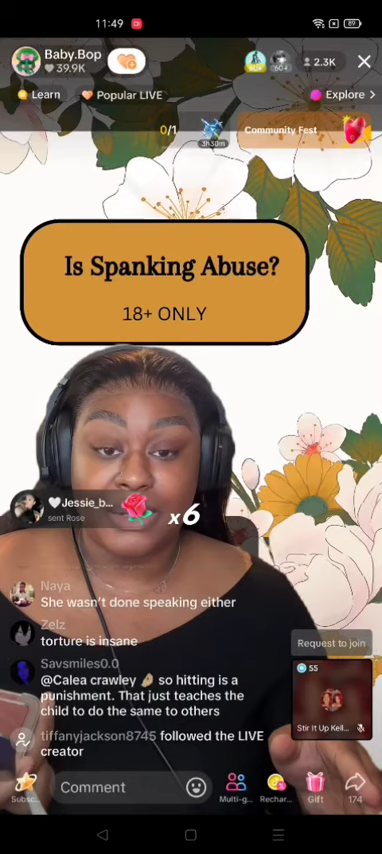 11:49
89
Baby.Bop
39.9K
2.3K
Learn
Popular LIVE
Explore >
0/1
3h30m
Community Fest
Is Spanking Abuse?
18+ ONLY
Jessie_b...
sent Rose
x6
Naya
She wasn't done speaking either
Zelz
torture is insane
Savsmiles0.0
@Calea crawley 🤌🏼 so hitting is a
punishment. That just teaches the
child to do the same to others
tiffanyjackson8745 followed the LIVE
creator
Request to join
55
Stir It Up Kell...
Comment
Subsc...
Multi-g...
Rechar...
Gift
174